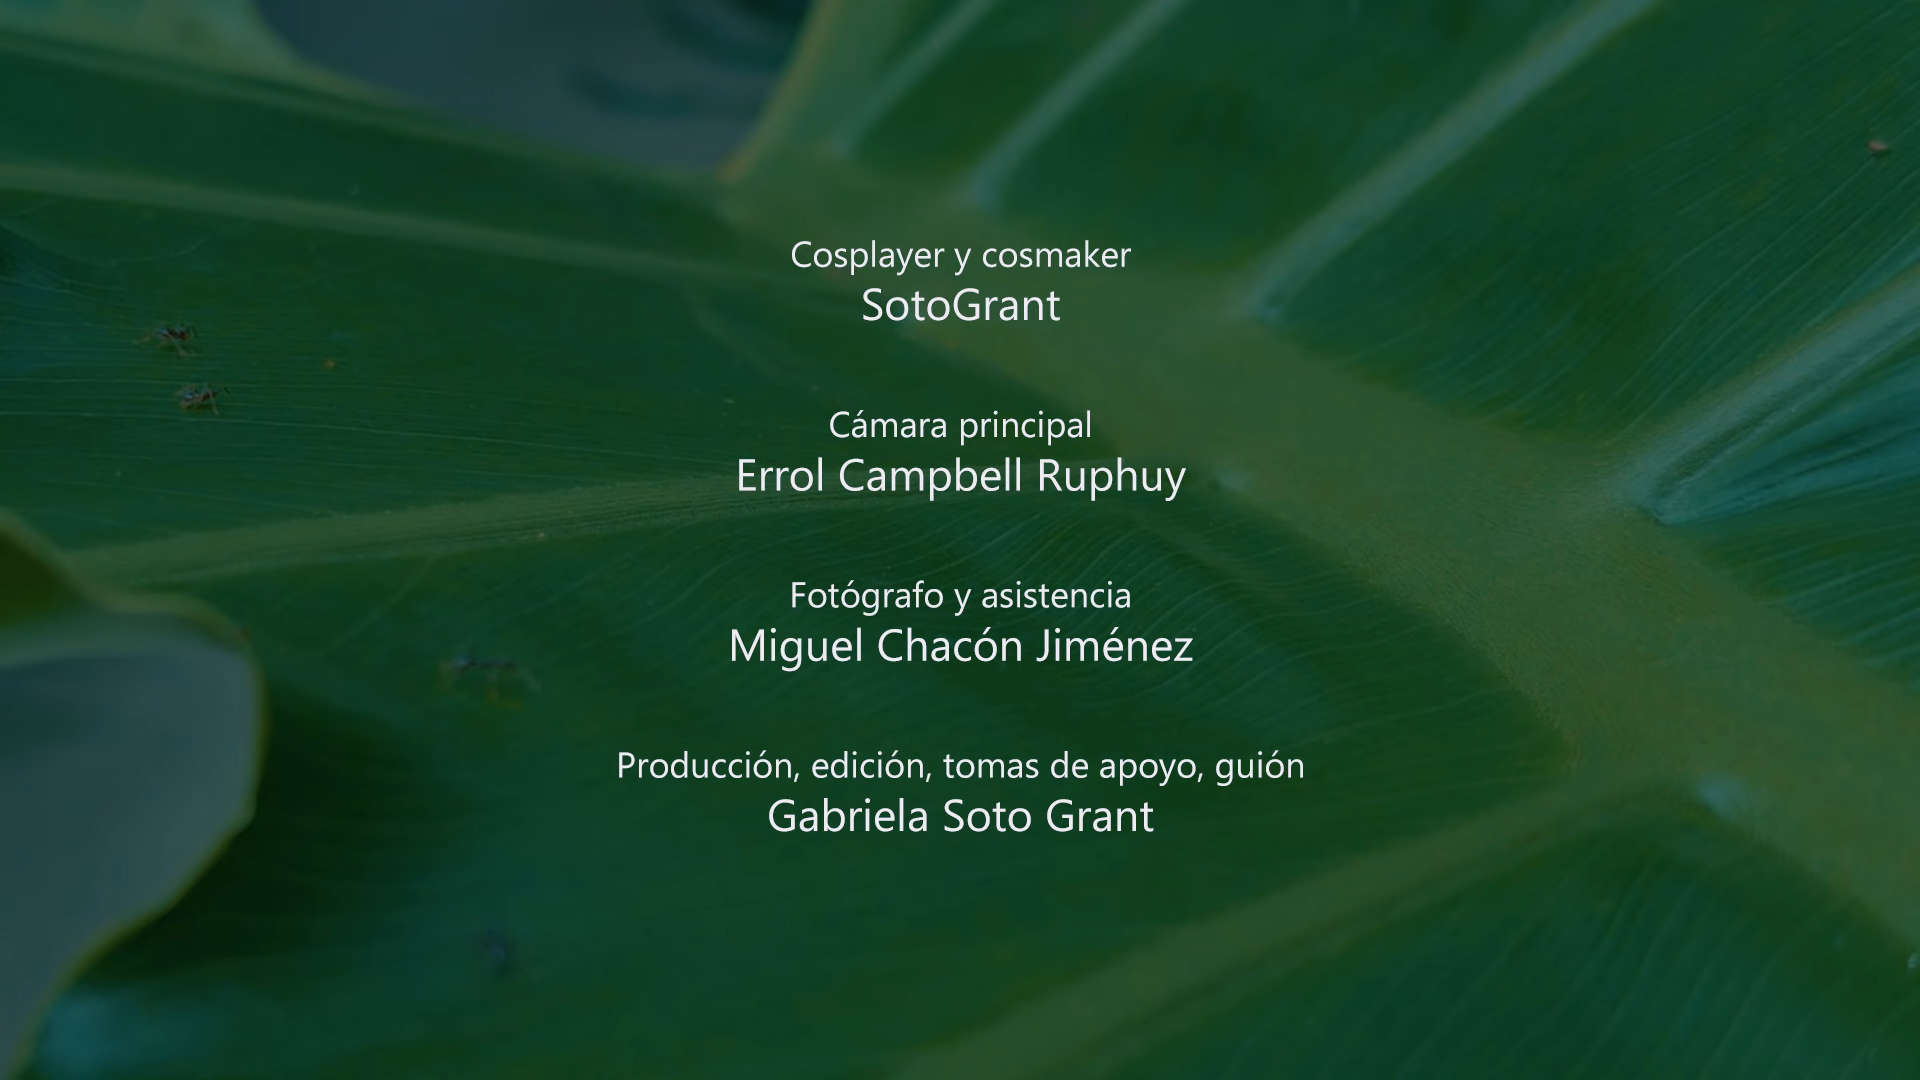 Cosplayer y cosmaker
SotoGrant
Cámara principal
Errol Campbell Ruphuy
Fotógrafo y asistencia
Miguel Chacón Jiménez
Producción, edición, tomas de apoyo, guión
Gabriela Soto Grant